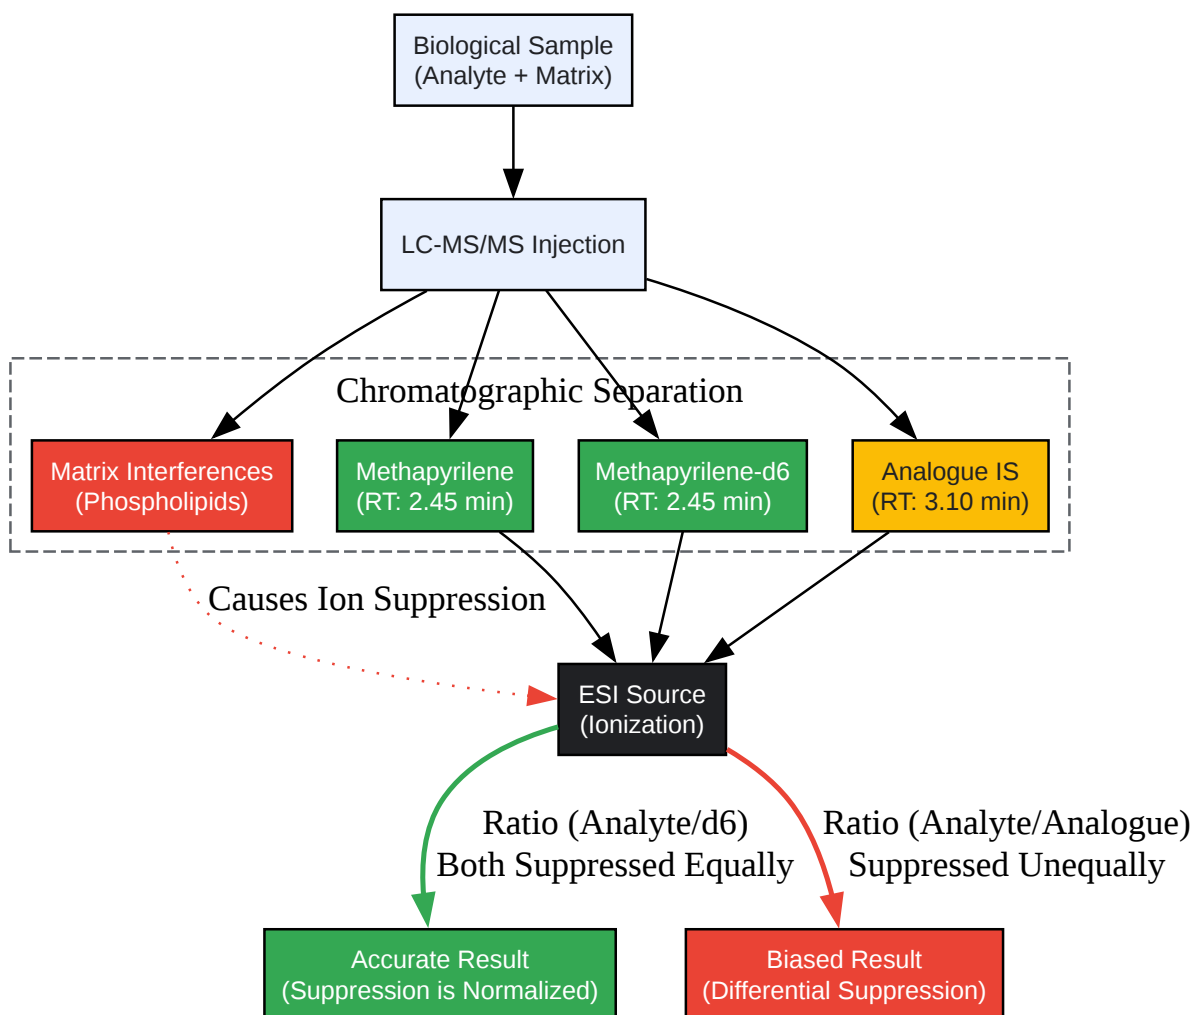 Biological Sample
(Analyte + Matrix)
LC-MS/MS Injection
Chromatographic Separation
Matrix Interferences
(Phospholipids)
Methapyrilene
(RT: 2.45 min)
Methapyrilene-d6
(RT: 2.45 min)
Analogue IS
(RT: 3.10 min)
Causes Ion Suppression
ESI Source
(Ionization)
Ratio (Analyte/d6)
Both Suppressed Equally
Ratio (Analyte/Analogue)
Suppressed Unequally
Accurate Result
(Suppression is Normalized)
Biased Result
(Differential Suppression)